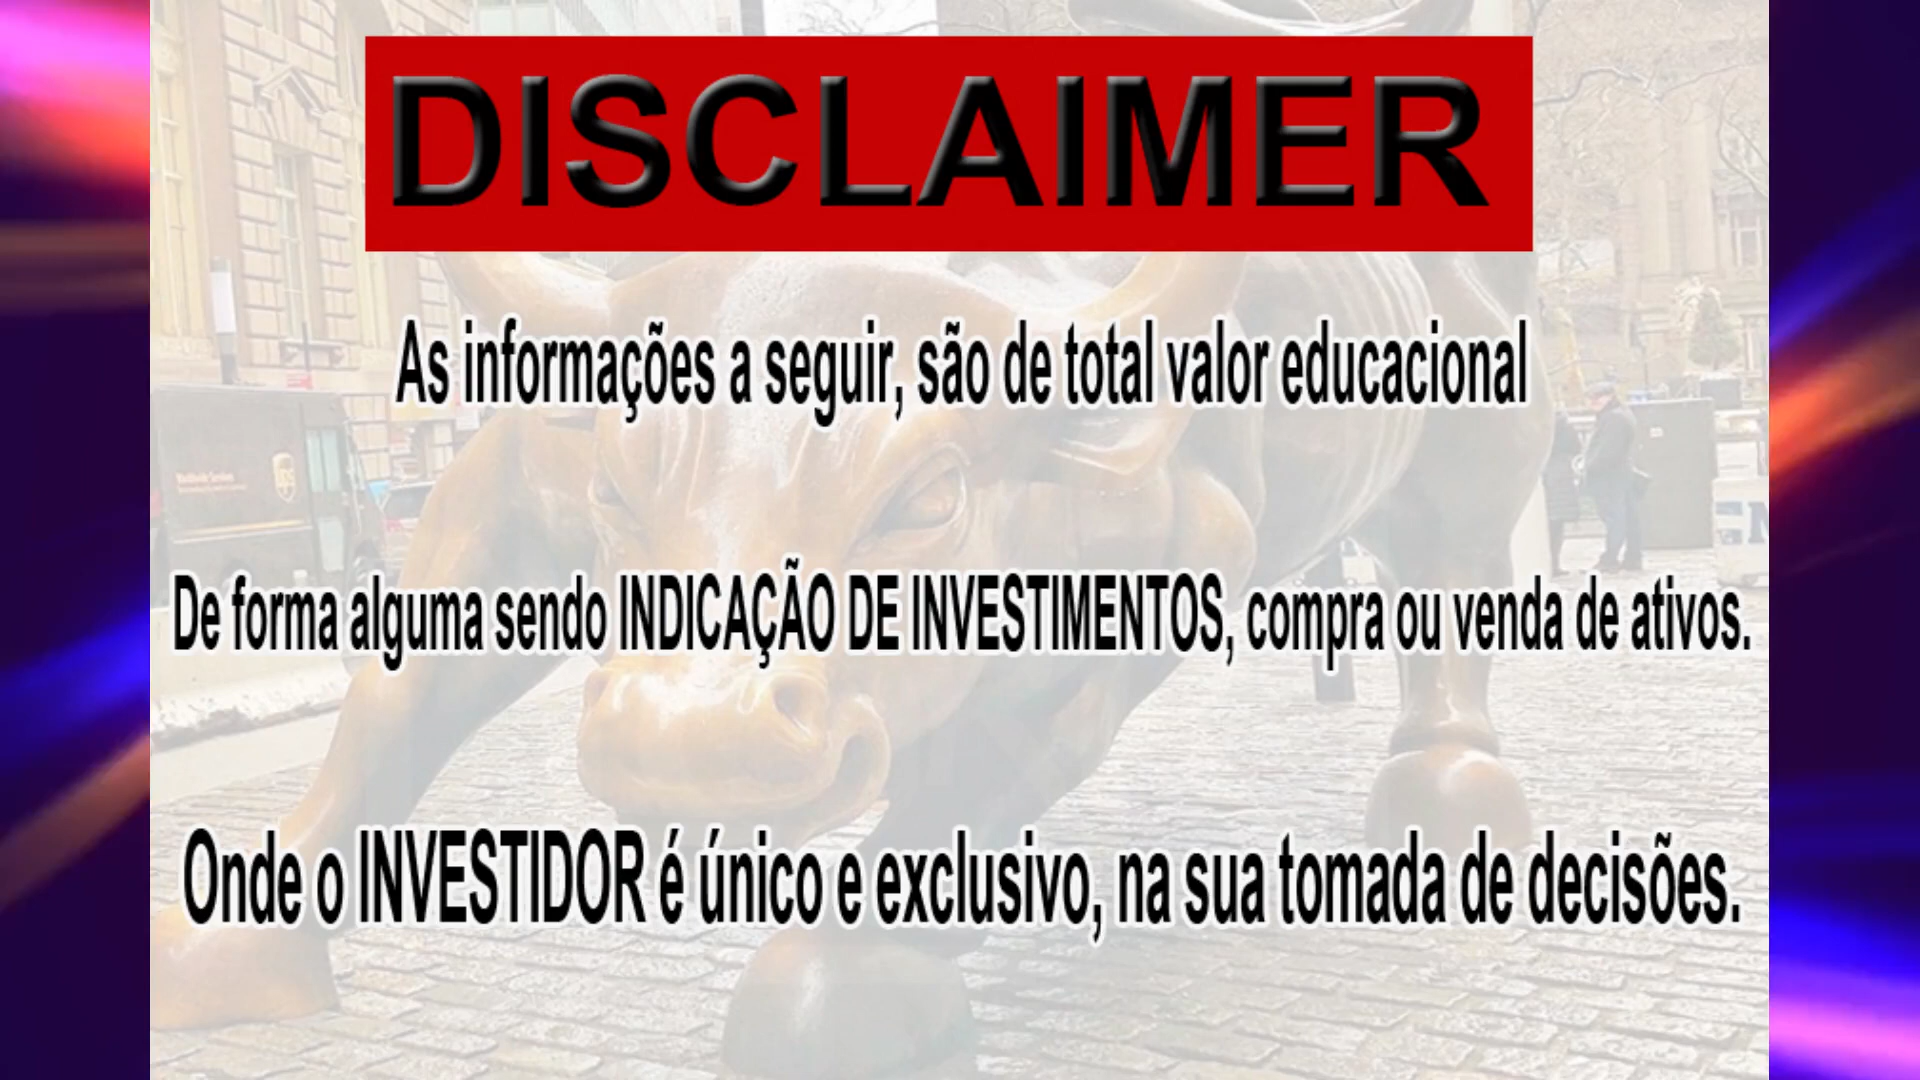 DISCLAIMER
As informações a seguir, são de total valor educacional
De forma alguma sendo INDICAÇÃO DE INVESTIMENTOS, compra ou venda de ativos.
Onde o INVESTIDOR é único e exclusivo, na sua tomada de decisões.